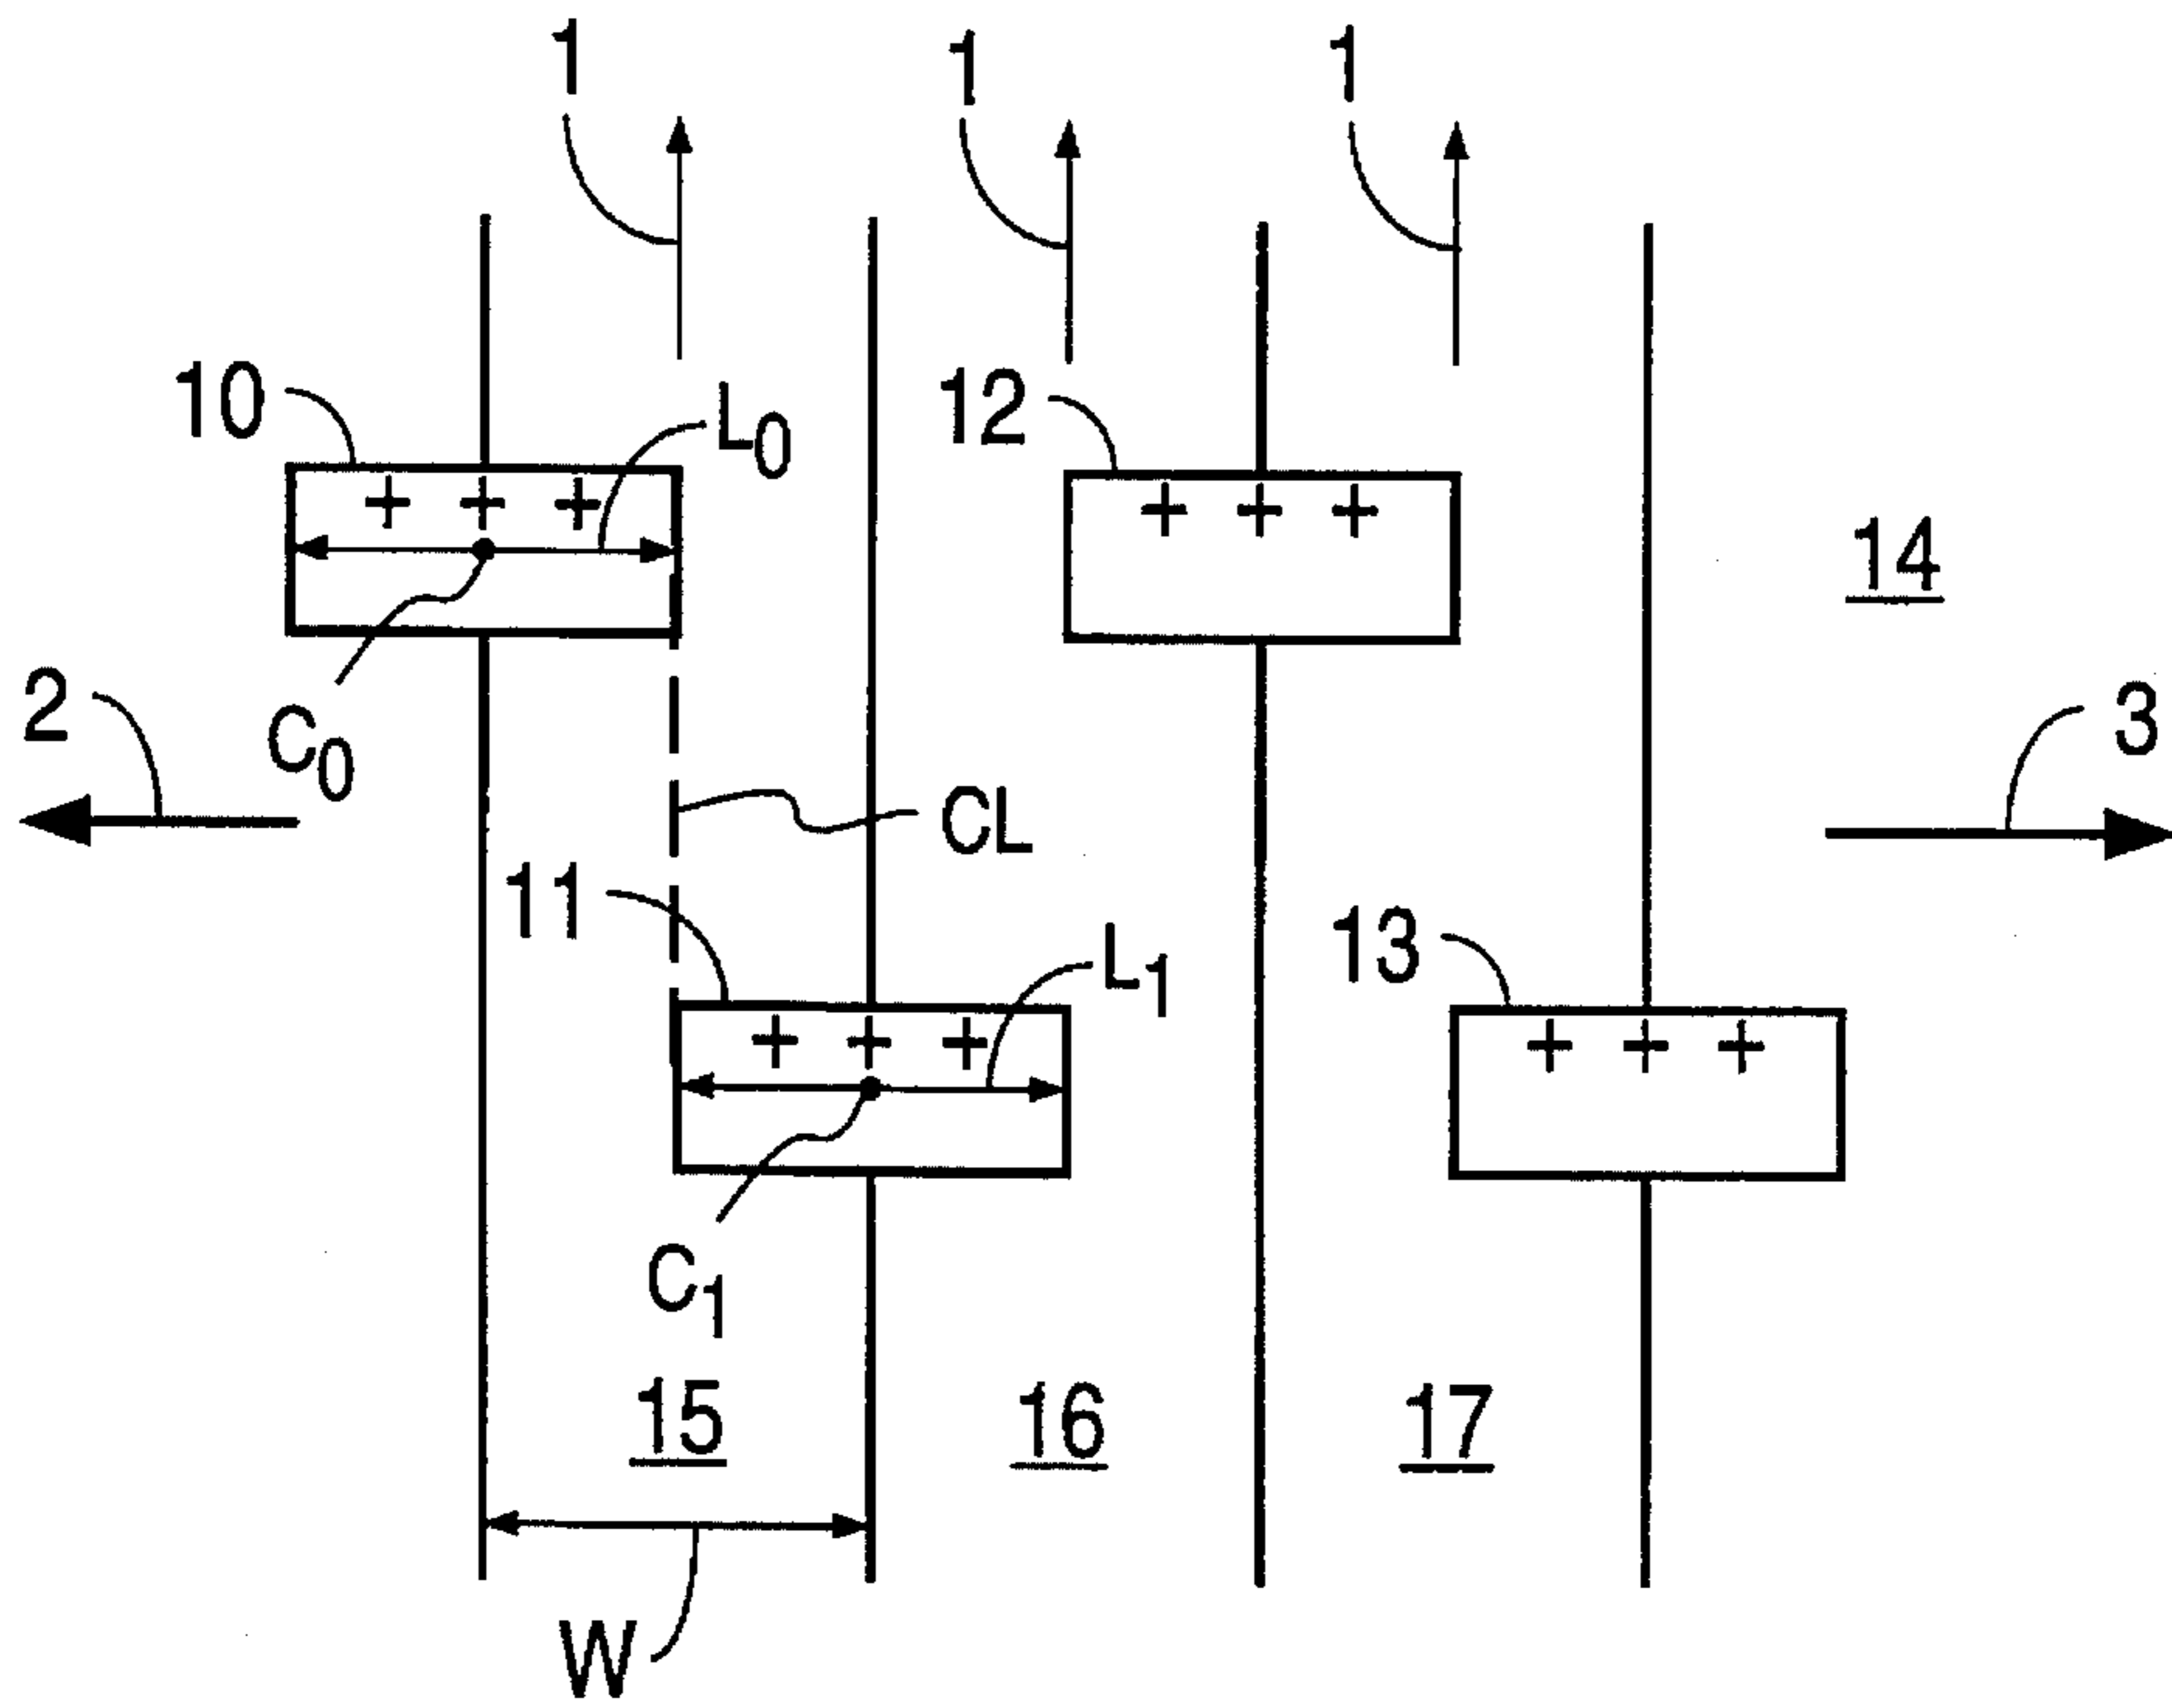 1 1 1
10 L0 12
+ + + + + +
14
2 C0 3
CL
11 13
L1
+ + + + + +
C1
15 16 17
W